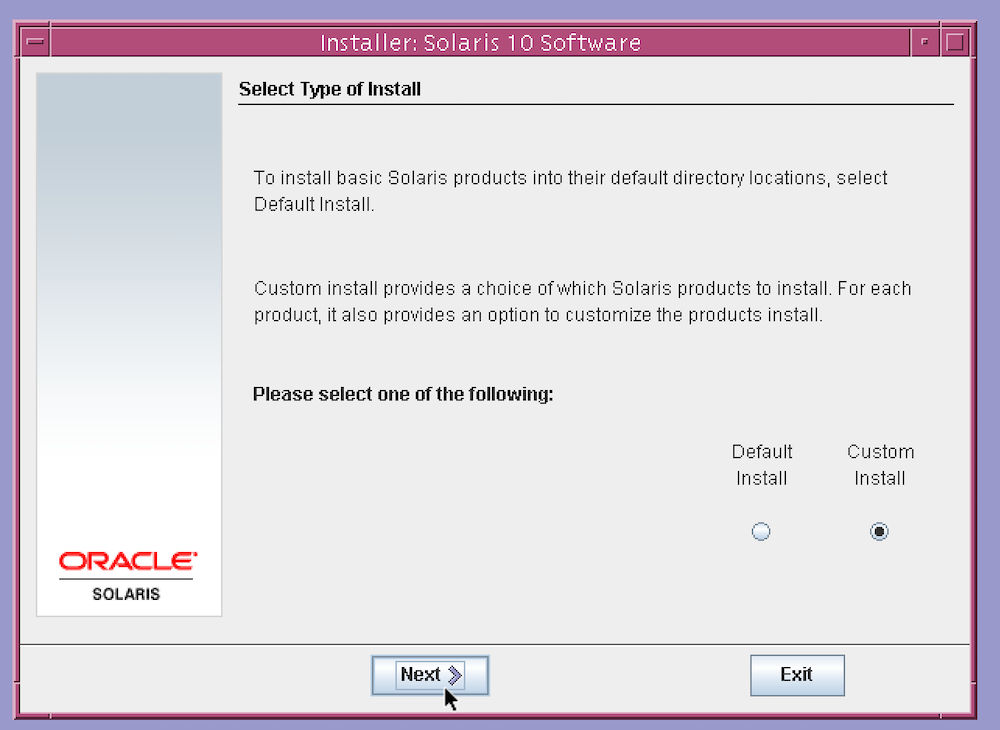 Installer: Solaris 10 Software
Select Type of Install
To install basic Solaris products into their default directory locations, select
Default Install.
Custom install provides a choice of which Solaris products to install. For each
product, it also provides an option to customize the products install.
Please select one of the following:
Default Install
Custom Install
ORACLE
SOLARIS
Next
Exit